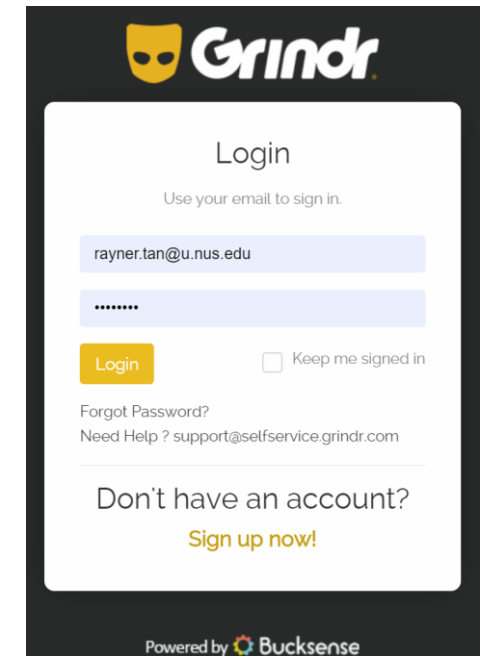 Grindr
Login
Use your email to sign in.
rayner.tan@u.nus.edu
••••••••
Login
Keep me signed in
Forgot Password?
Need Help ? support@selfservice.grindr.com
Don't have an account?
Sign up now!
Powered by Bucksense